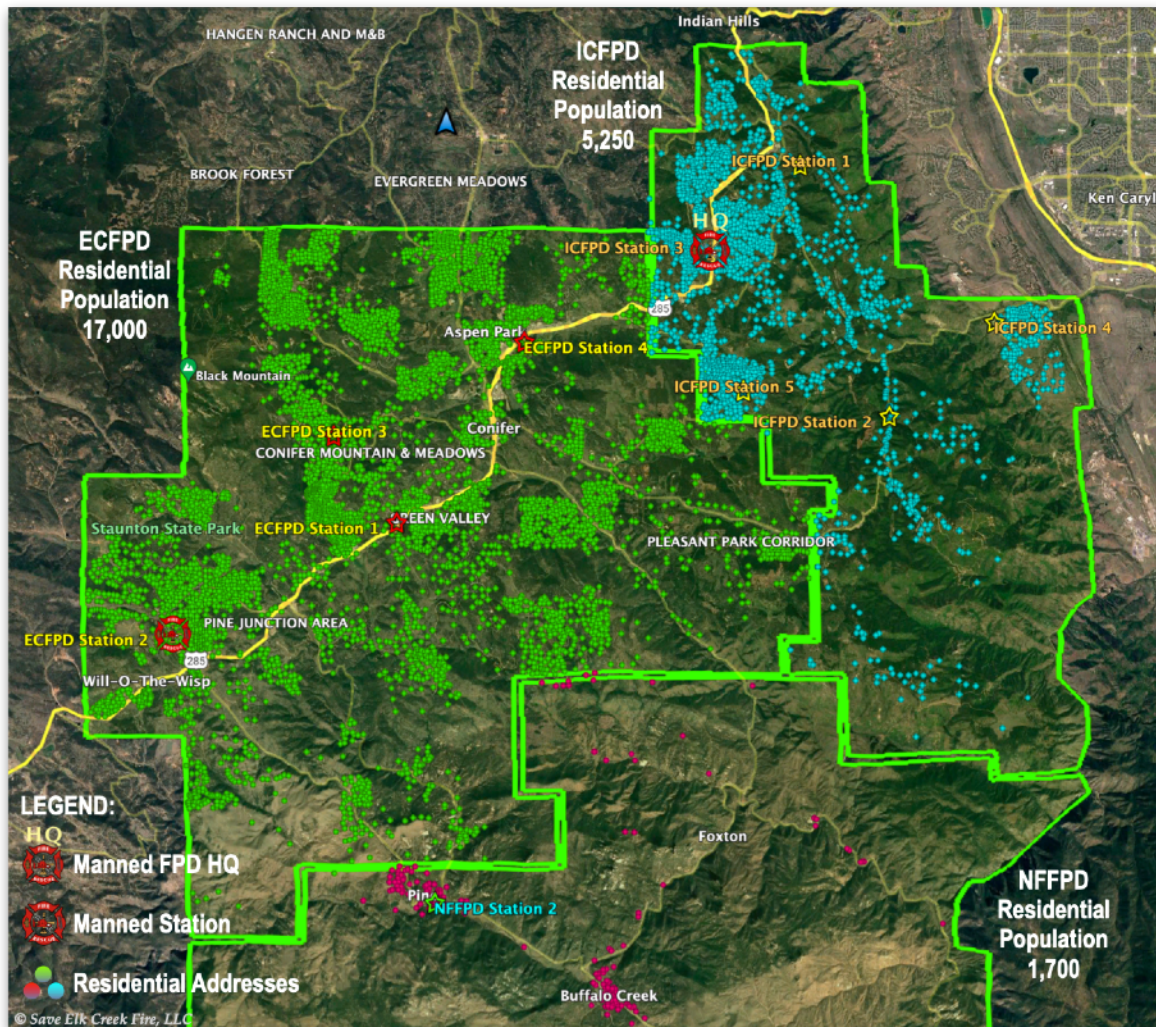 Indian Hills
HANGEN RANCH AND M&B
ICFPD
Residential
Population
5,250
BROOK FOREST
EVERGREEN MEADOWS
ICFPD Station 1
Ken Caryl
HQ
3
ECFPD
Residential
Population
17,000
ICFPD Station 3
285
ICFPD Station 4
Aspen Park
ECFPD Station 4
Black Mountain
ICFPD Station 5
ICFPD Station 2
ECFPD Station 3
Conifer
CONIFER MOUNTAIN & MEADOWS
Staunton State Park
ECFPD Station 1
REEN VALLEY
PLEASANT PARK CORRIDOR
PINE JUNCTION AREA
ECFPD Station 2
285
Will-O-The-Wisp
LEGEND:
HQ
Manned FPD HQ
Manned Station
Residential Addresses
Foxton
Pin
NFFPD Station 2
NFFPD
Residential
Population
1,700
Buffalo Creek
© Save Elk Creek Fire, LLC